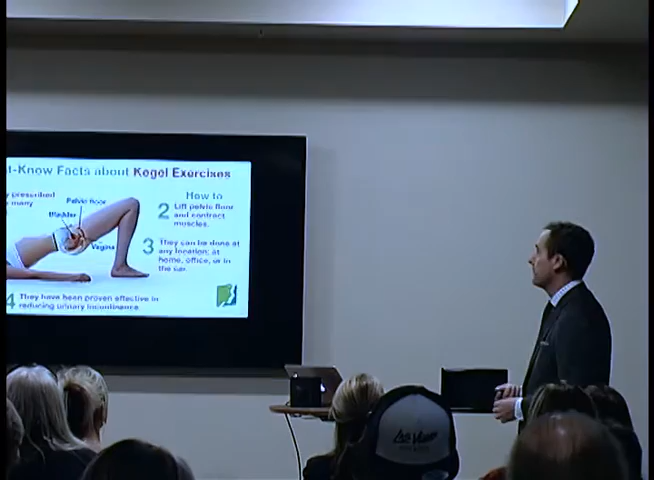 t-Know Facts about Kegel Exercises
y prescribed
many
Pelvic floor
Bladder
Vagina
How to
2 Lift pelvic floor
and contract
muscles.
3 They can be done at
any location: at
home, office, or in
the car.
4 They have been proven effective in
reducing urinary incontinence
Las Vegas